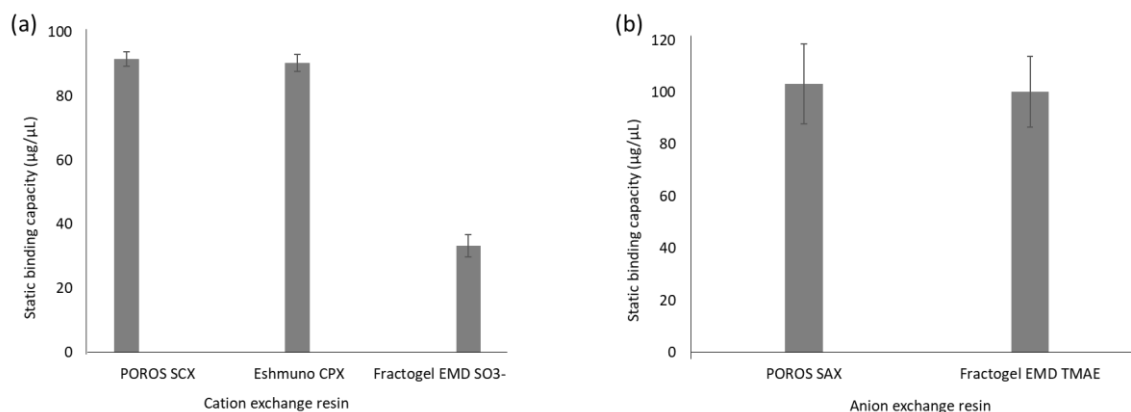 (a)
Static binding capacity (µg/µL)
100
80
60
40
20
0
POROS SCX Eshmuno CPX Fractogel EMD SO3-
Cation exchange resin
(b)
Static binding capacity (µg/µL)
120
100
80
60
40
20
0
POROS SAX Fractogel EMD TMAE
Anion exchange resin